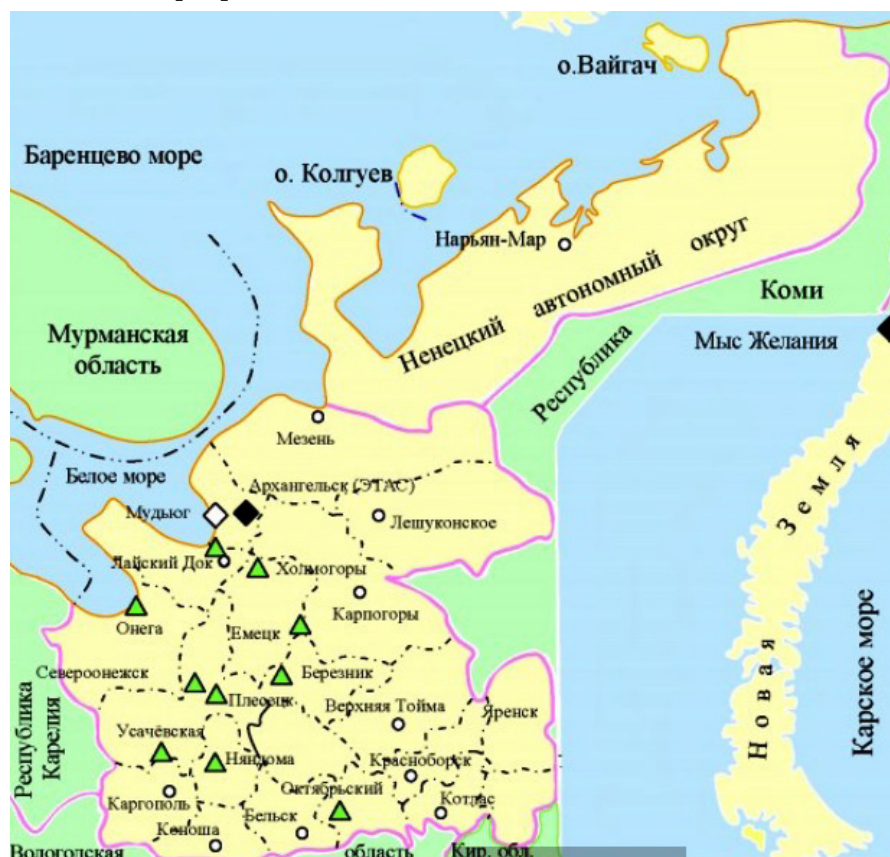 о.Вайгач
Баренцево море
о. Колгуев
Нарьян-Мар
Ненецкий автономный округ
Коми
Республика
Мыс Желания
Мурманская
область
Мезень
Белое море
Архангельск (ЭТАС)
Мудьюг
Лешуконское
Лайский Док
Холмогоры
Карпогоры
Онега
Емецк
Североонежск
Березник
Плесецк
Верхняя Тойма
Яренск
Усачёвская
Няндома
Красноборск
Октябрьский
Каргополь
Котлас
Бельск
Коноша
Республика
Карелия
Новая Земля
Карское море
Вологодская область
Кир. обл.